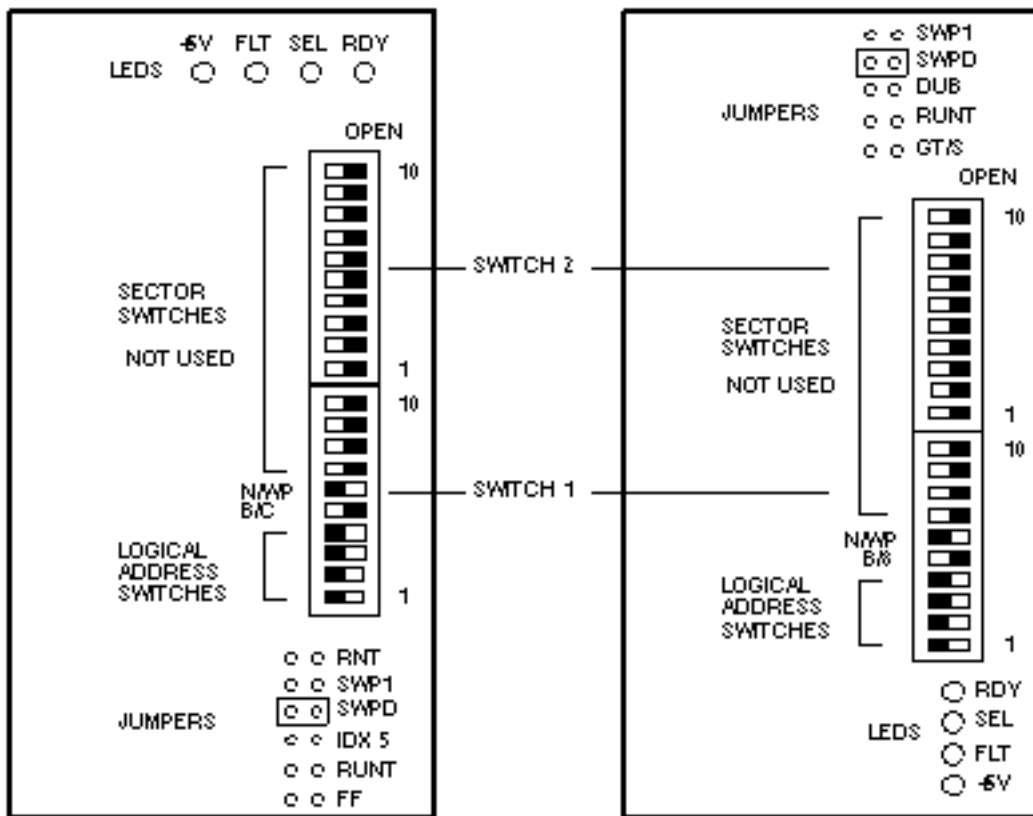 -5V FLT SEL RDY
LEDS
OPEN
10
SECTOR
SWITCHES
NOT USED
1
10
N/WP
B/C
LOGICAL
ADDRESS
SWITCHES
1
RNT
SWP1
JUMPERS
SWPD
IDX 5
RUNT
FF
SWITCH 2
SWITCH 1
SWP1
SWPD
JUMPERS
DUB
RUNT
GT/S
OPEN
10
SECTOR
SWITCHES
NOT USED
1
10
N/WP
B/S
LOGICAL
ADDRESS
SWITCHES
1
RDY
LEDS
SEL
FLT
-5V